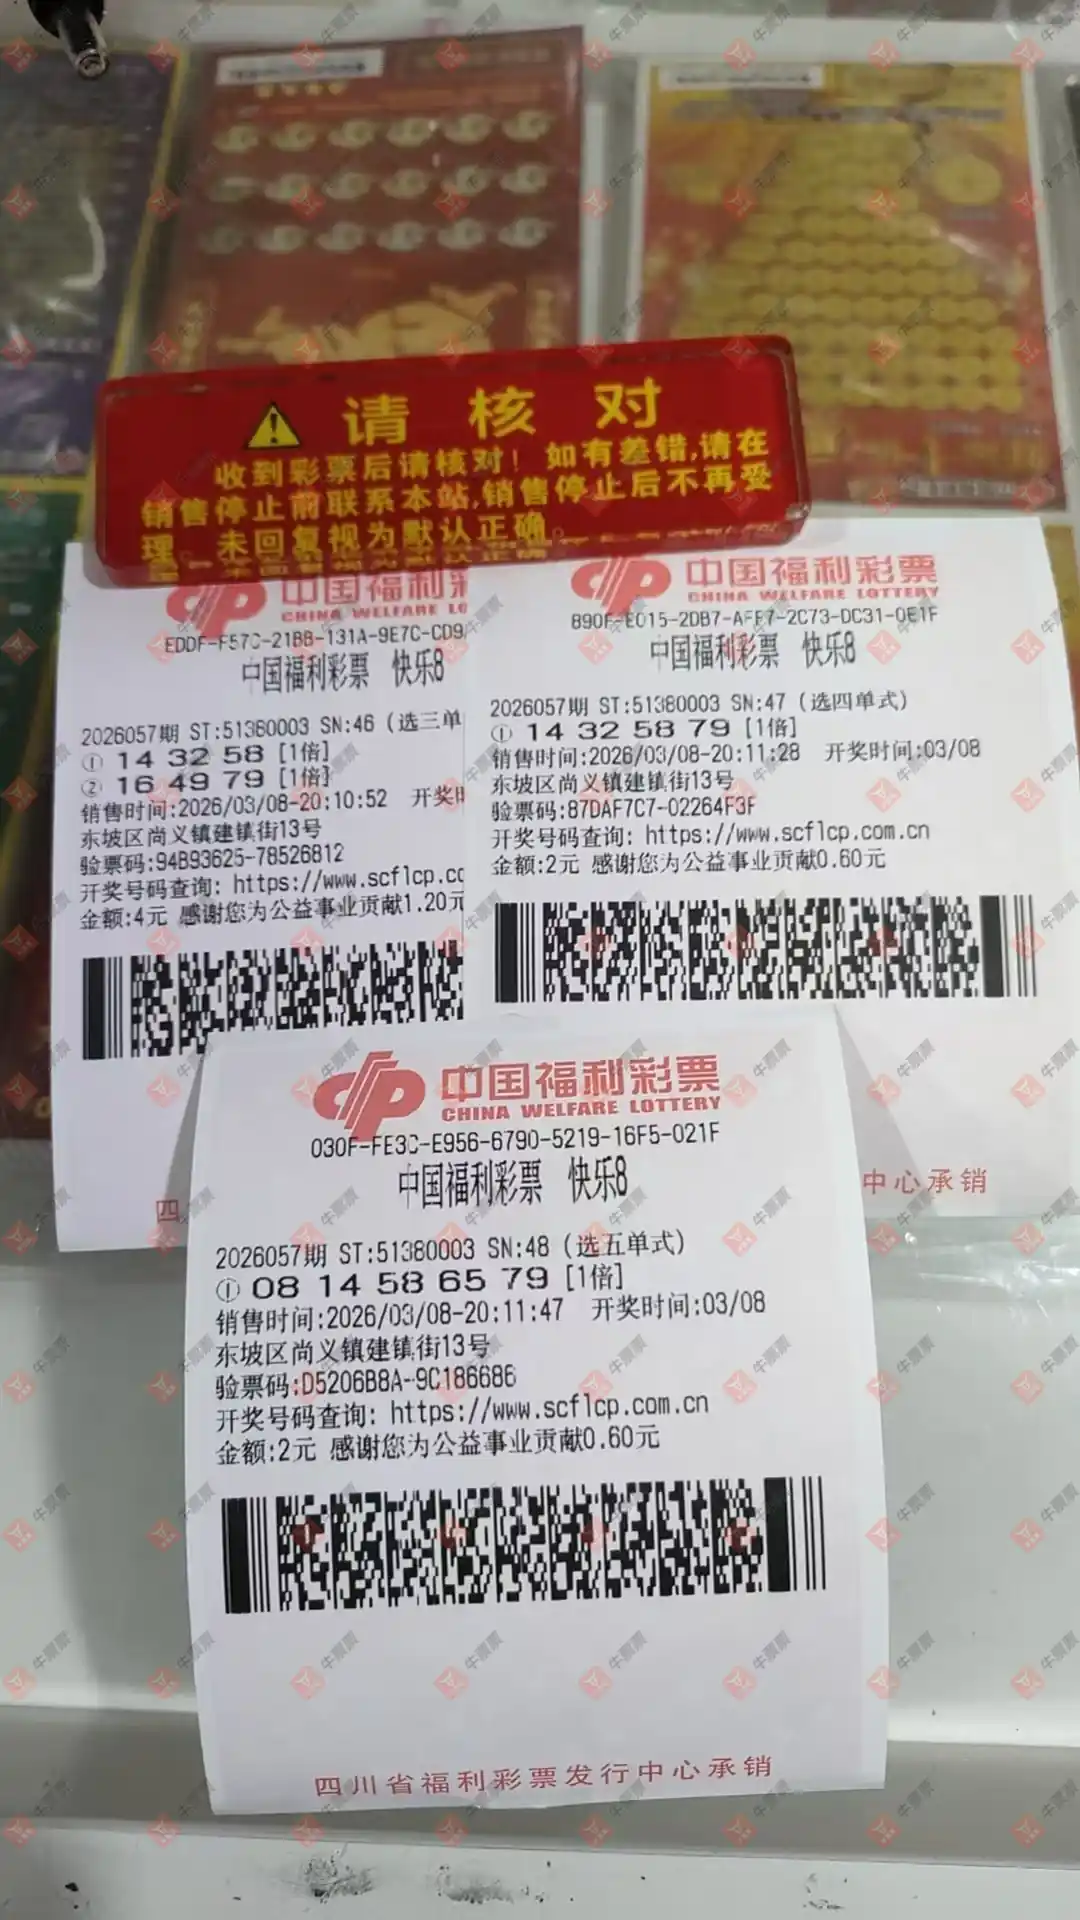 请核对
收到彩票后请核对！如有差错,请在
销售停止前联系本站,销售停止后不再受
理。未回复视为默认正确。
中国福利彩
CHINA WELFARE LO
EDDF-F57C-21BB-131A-9E7C-CD9
中国福利彩票 快乐8
2026057期 ST:51380003 SN:46 (选三单
① 14 32 58 [1倍]
② 16 49 79 [1倍]
销售时间:2026/03/08-20:10:52 开奖
东坡区尚义镇建镇街13号
验票码:94B93625-78526812
开奖号码查询: https://www.scflcp.co
金额:4元 感谢您为公益事业贡献1.20元
四
中国福利彩票
CHINA WELFARE LOTTERY
B90F-E015-2DB7-AFF7-2C73-DC31-0E1F
中国福利彩票 快乐8
2026057期 ST:51380003 SN:47 (选四单式)
① 14 32 58 79 [1倍]
销售时间:2026/03/08-20:11:28 开奖时间:03/08
东坡区尚义镇建镇街13号
验票码:87DAF7C7-02264F3F
开奖号码查询: https://www.scflcp.com.cn
金额:2元 感谢您为公益事业贡献0.60元
中心承销
中国福利彩票
CHINA WELFARE LOTTERY
030F-FE3C-E956-6790-5219-16F5-021F
中国福利彩票 快乐8
2026057期 ST:51380003 SN:48 (选五单式)
① 08 14 58 65 79 [1倍]
销售时间:2026/03/08-20:11:47 开奖时间:03/08
东坡区尚义镇建镇街13号
验票码:D5206B8A-9C186686
开奖号码查询: https://www.scflcp.com.cn
金额:2元 感谢您为公益事业贡献0.60元
四川省福利彩票发行中心承销
牛票票